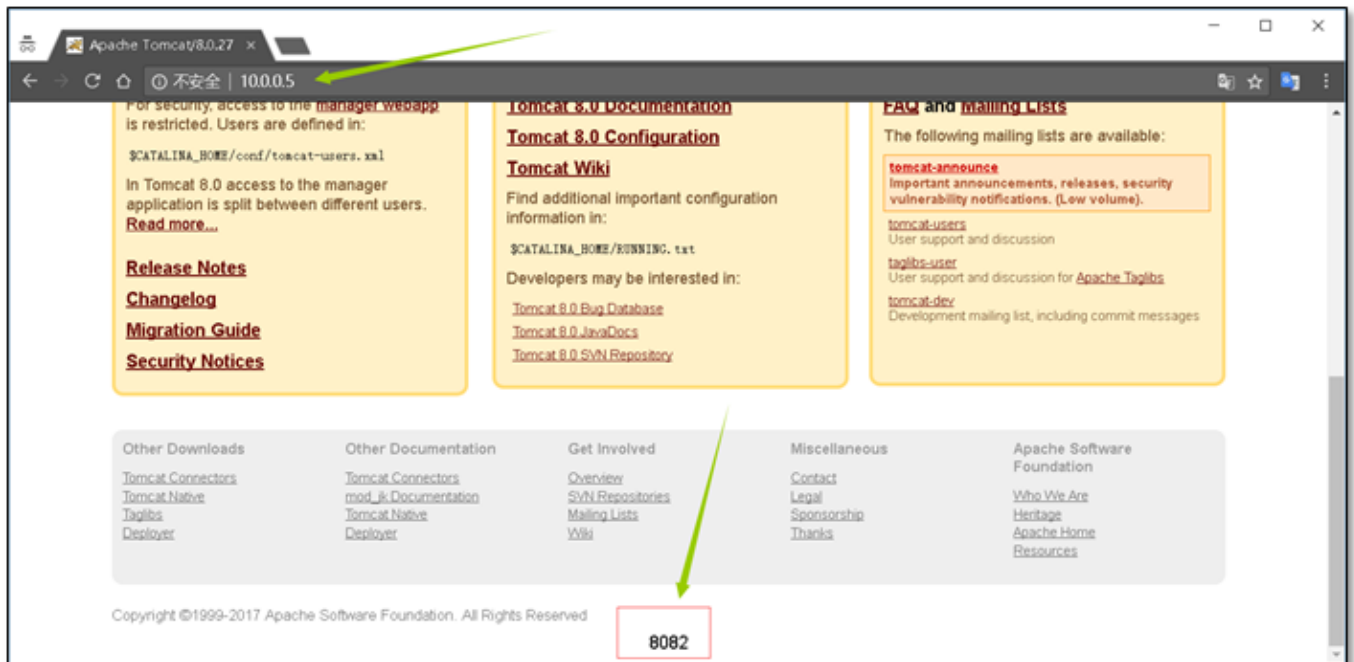 Apache Tomcat/8.0.27
不安全 | 10.0.0.5
For security, access to the manager webapp
is restricted. Users are defined in:
$CATALINA_HOME/conf/tomcat-users.xml
In Tomcat 8.0 access to the manager
application is split between different users.
Read more...
Release Notes
Changelog
Migration Guide
Security Notices
Tomcat 8.0 Documentation
Tomcat 8.0 Configuration
Tomcat Wiki
Find additional important configuration
information in:
$CATALINA_HOME/RUNNING.txt
Developers may be interested in:
Tomcat 8.0 Bug Database
Tomcat 8.0 JavaDocs
Tomcat 8.0 SVN Repository
FAQ and Mailing Lists
The following mailing lists are available:
tomcat-announce
Important announcements, releases, security
vulnerability notifications. (Low volume).
tomcat-users
User support and discussion
taglibs-user
User support and discussion for Apache Taglibs
tomcat-dev
Development mailing list, including commit messages
Other Downloads
Tomcat Connectors
Tomcat Native
Taglibs
Deployer
Other Documentation
Tomcat Connectors
mod_jk Documentation
Tomcat Native
Deployer
Get Involved
Overview
SVN Repositories
Mailing Lists
Wiki
Miscellaneous
Contact
Legal
Sponsorship
Thanks
Apache Software
Foundation
Who We Are
Heritage
Apache Home
Resources
Copyright ©1999-2017 Apache Software Foundation. All Rights Reserved
8082